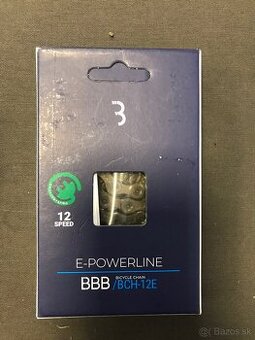 B
12
SPEED
E-POWERLINE
BBB BICYCLE CHAIN /BCH-12E
Bazos.sk